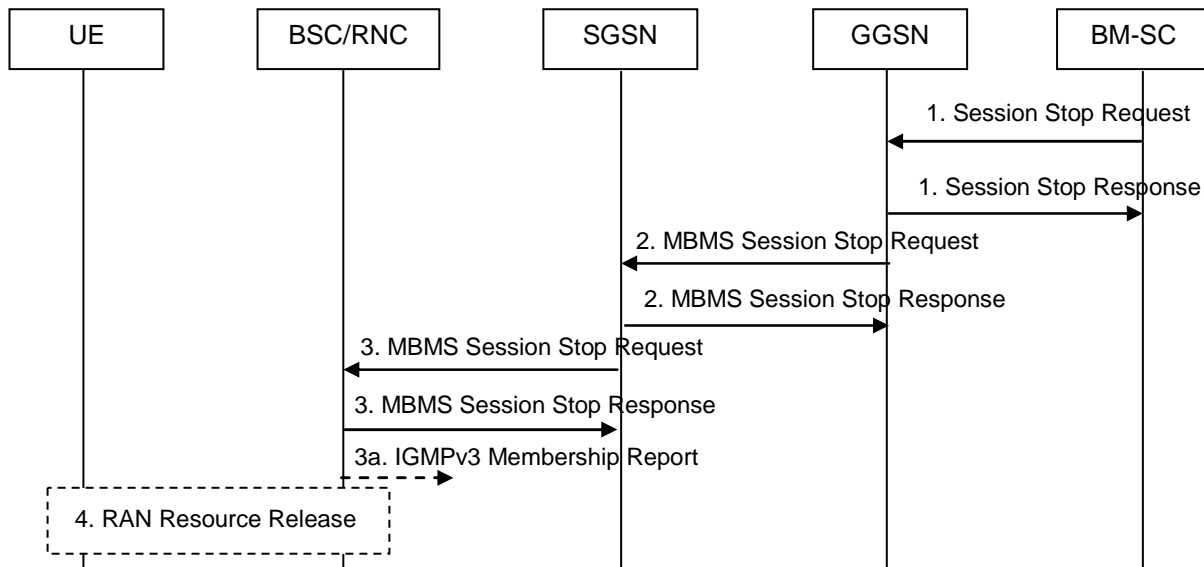 UE
BSC/RNC
SGSN
GGSN
BM-SC
1. Session Stop Request
1. Session Stop Response
2. MBMS Session Stop Request
2. MBMS Session Stop Response
3. MBMS Session Stop Request
3. MBMS Session Stop Response
3a. IGMPv3 Membership Report
4. RAN Resource Release